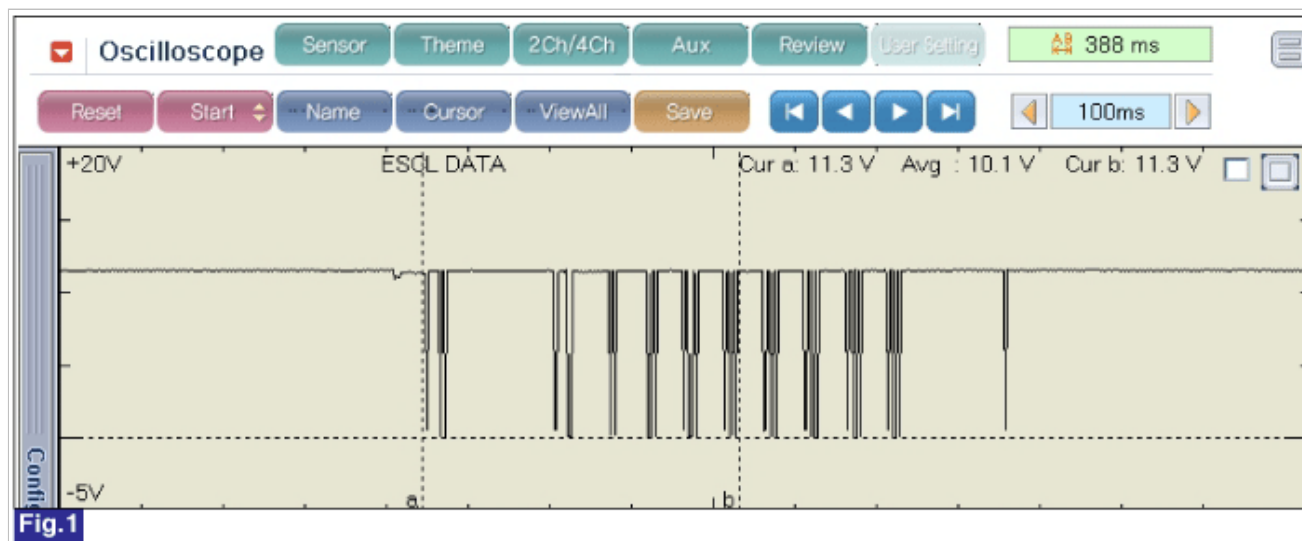 Oscilloscope Sensor Theme 2Ch/4Ch Aux Review User Setting 388 ms
Reset Start Name Cursor ViewAll Save 100ms
+20V ESCL DATA Cur a: 11.3 V Avg : 10.1 V Cur b: 11.3 V
Config
-5V a b
Fig.1